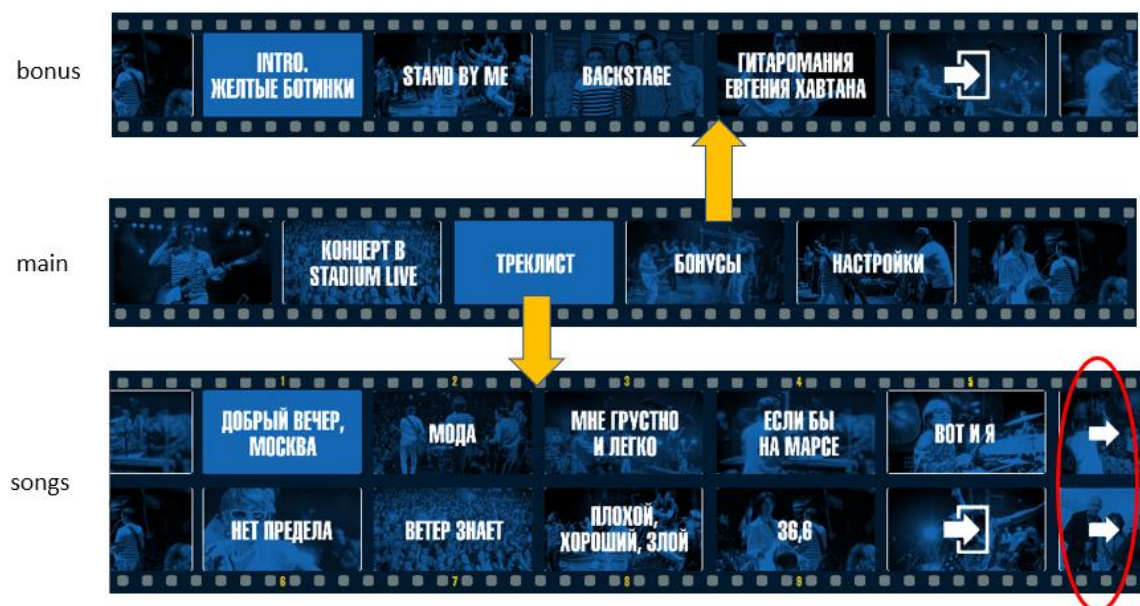 bonus
INTRO.
ЖЕЛТЫЕ БОТИНКИ
STAND BY ME
BACKSTAGE
ГИТАРОМАНИЯ
ЕВГЕНИЯ ХАВТАНА
main
КОНЦЕРТ В
STADIUM LIVE
ТРЕКЛИСТ
БОНУСЫ
НАСТРОЙКИ
songs
1
2
3
4
5
ДОБРЫЙ ВЕЧЕР,
МОСКВА
МОДА
МНЕ ГРУСТНО
И ЛЕГКО
ЕСЛИ БЫ
НА МАРСЕ
ВОТ И Я
НЕТ ПРЕДЕЛА
ВЕТЕР ЗНАЕТ
ПЛОХОЙ,
ХОРОШИЙ, ЗЛОЙ
36,6
6
7
8
9